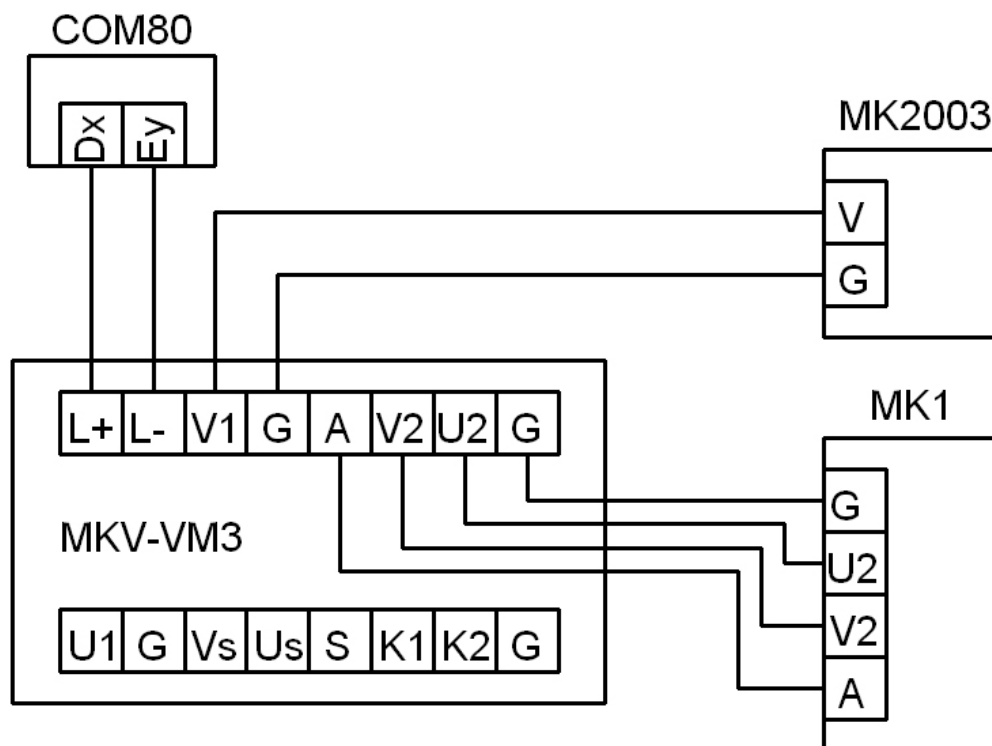 COM80
Dx Ey
MK2003
V
G
L+ L- V1 G A V2 U2 G
MKV-VM3
U1 G Vs Us S K1 K2 G
MK1
G
U2
V2
A